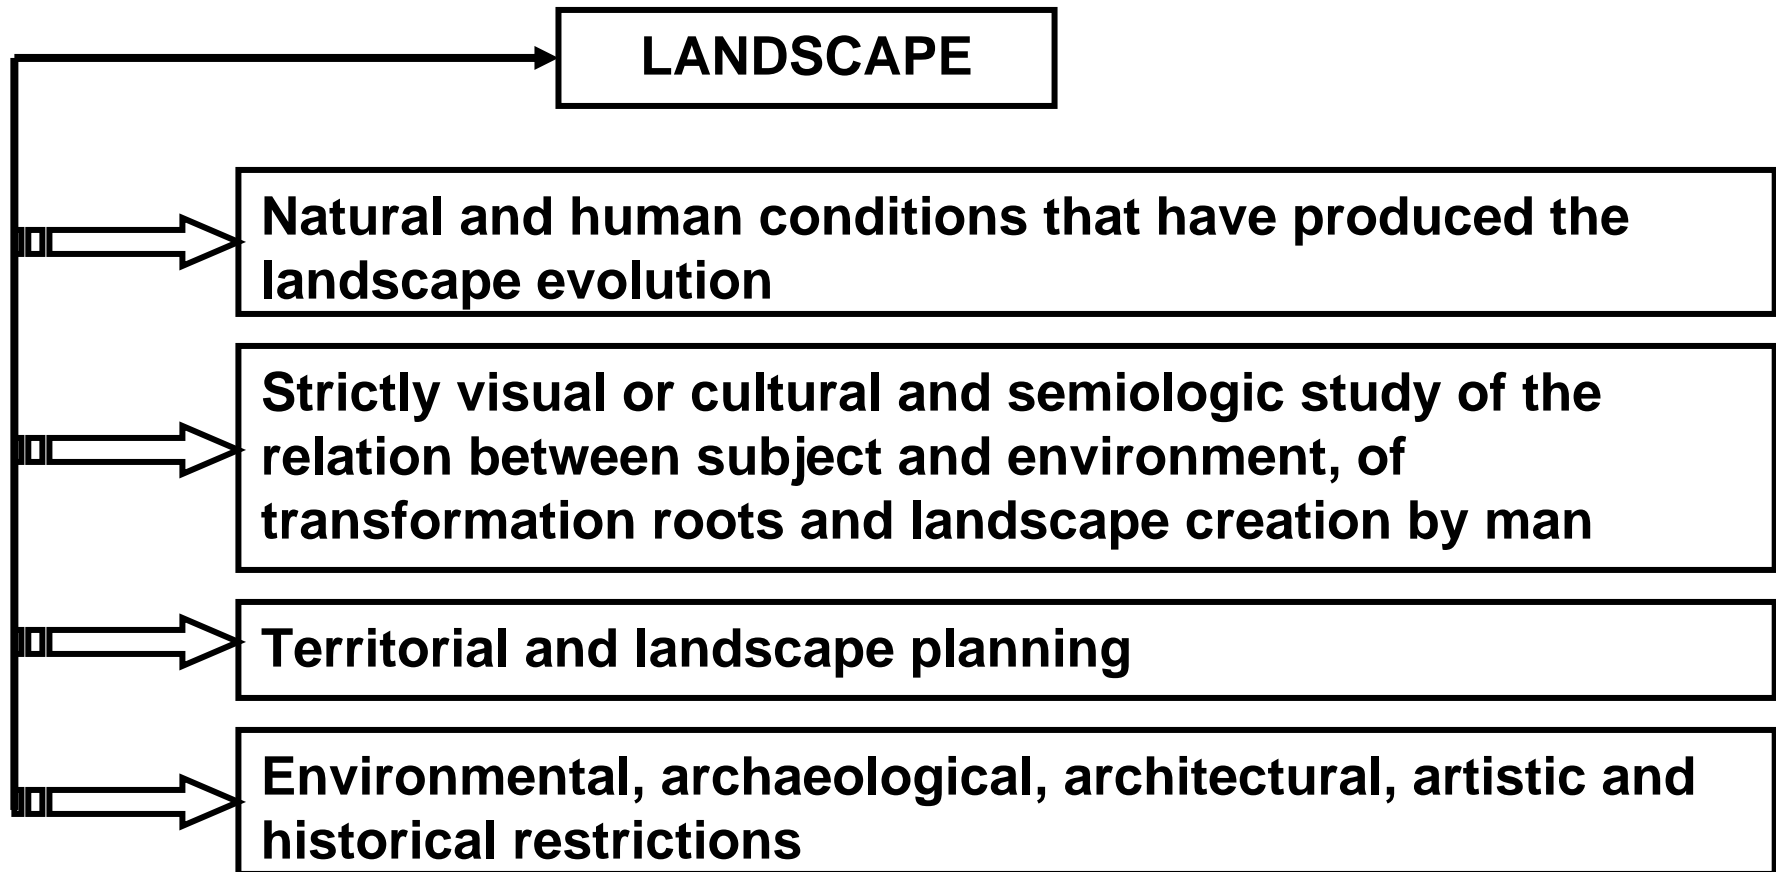 LANDSCAPE
Natural and human conditions that have produced the
landscape evolution
Strictly visual or cultural and semiologic study of the
relation between subject and environment, of
transformation roots and landscape creation by man
Territorial and landscape planning
Environmental, archaeological, architectural, artistic and
historical restrictions